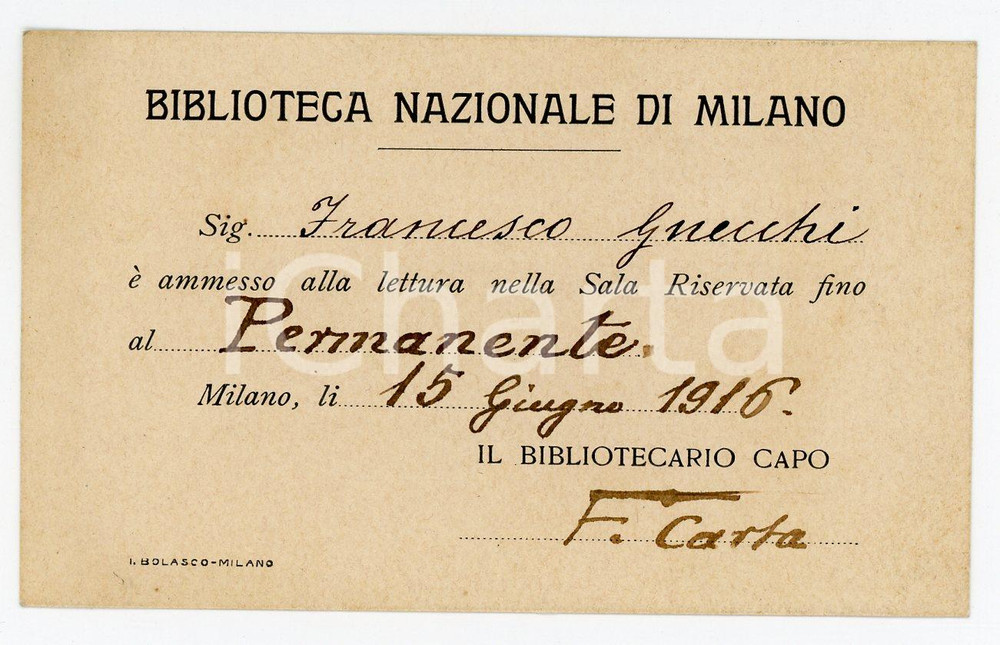 BIBLIOTECA NAZIONALE DI MILANO
Sig. Francesco Gnecchi
è ammesso alla lettura nella Sala Riservata fino
al Permanente.
iCharta
Milano, li 15 Giugno 1916.
IL BIBLIOTECARIO CAPO
F. Carta
I. BOLASCO-MILANO